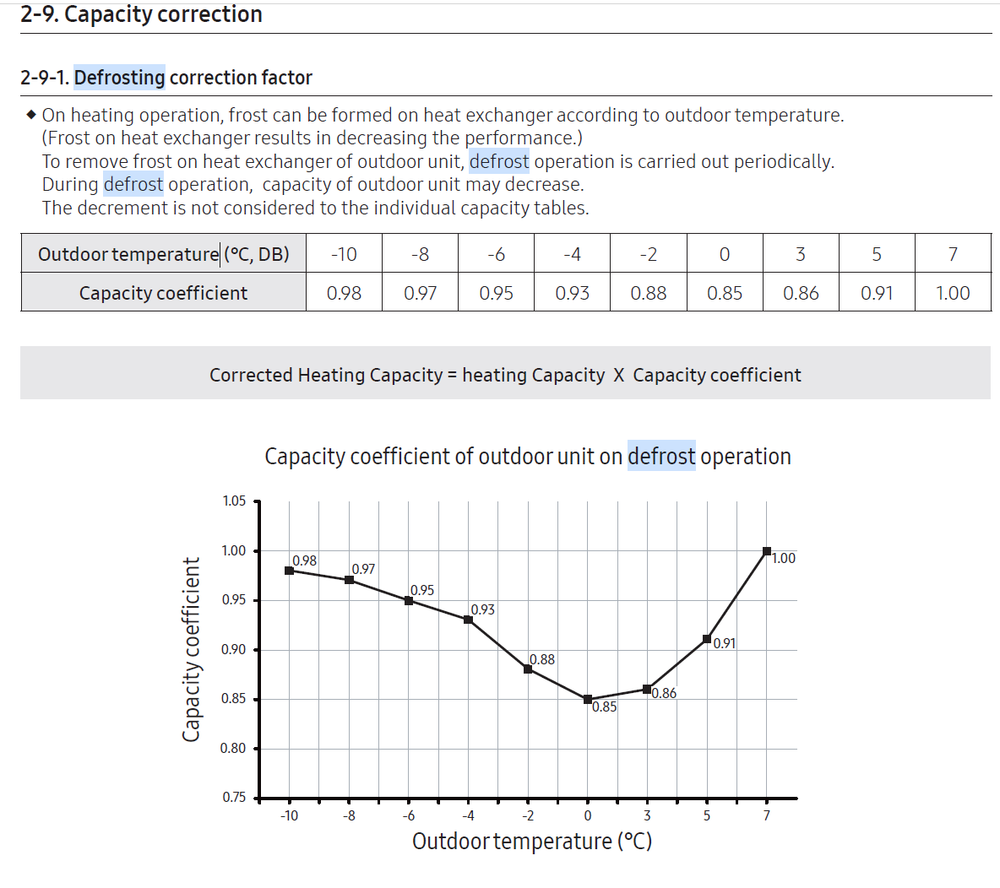 2-9. Capacity correction
2-9-1. Defrosting correction factor
◆ On heating operation, frost can be formed on heat exchanger according to outdoor temperature.
(Frost on heat exchanger results in decreasing the performance.)
To remove frost on heat exchanger of outdoor unit, defrost operation is carried out periodically.
During defrost operation, capacity of outdoor unit may decrease.
The decrement is not considered to the individual capacity tables.
Outdoor temperature (°C, DB) -10 -8 -6 -4 -2 0 3 5 7
Capacity coefficient 0.98 0.97 0.95 0.93 0.88 0.85 0.86 0.91 1.00
Corrected Heating Capacity = heating Capacity X Capacity coefficient
Capacity coefficient of outdoor unit on defrost operation
Capacity coefficient
1.05
1.00
0.95
0.90
0.85
0.80
0.75
0.98
0.97
0.95
0.93
0.88
0.85
0.86
0.91
1.00
-10 -8 -6 -4 -2 0 3 5 7
Outdoor temperature (°C)